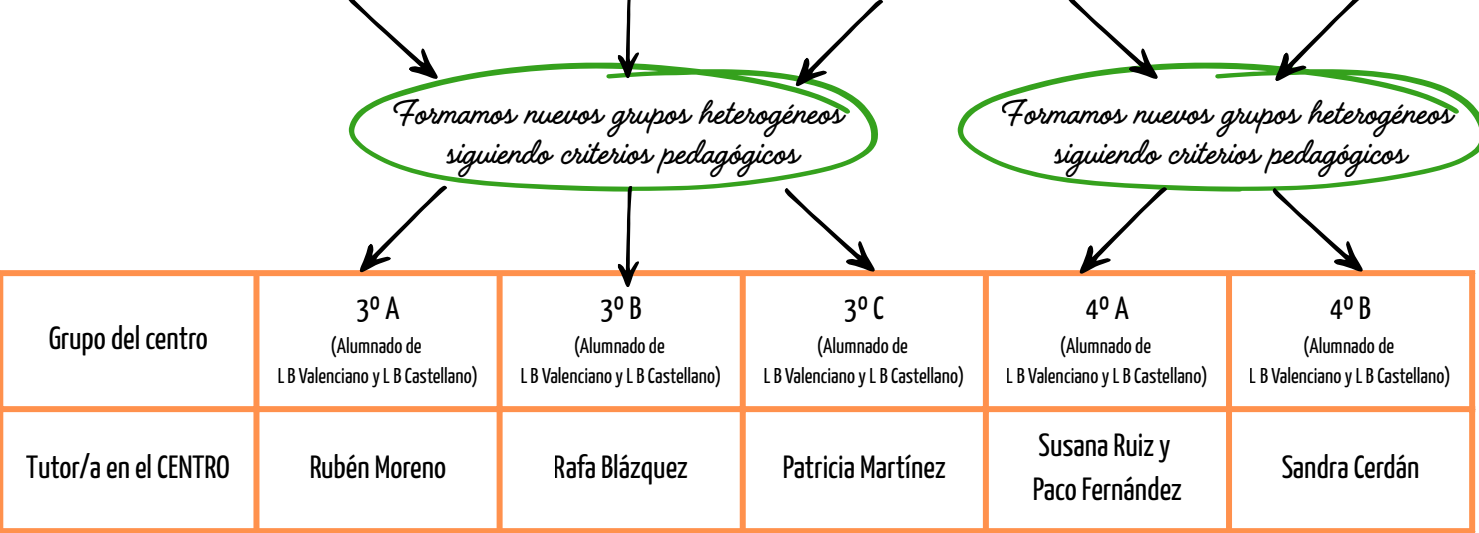 Formamos nuevos grupos heterogéneos
siguiendo criterios pedagógicos
Formamos nuevos grupos heterogéneos
siguiendo criterios pedagógicos
Grupo del centro
3º A
(Alumnado de
L B Valenciano y L B Castellano)
3º B
(Alumnado de
L B Valenciano y L B Castellano)
3º C
(Alumnado de
L B Valenciano y L B Castellano)
4º A
(Alumnado de
L B Valenciano y L B Castellano)
4º B
(Alumnado de
L B Valenciano y L B Castellano)
Tutor/a en el CENTRO
Rubén Moreno
Rafa Blázquez
Patricia Martínez
Susana Ruiz y
Paco Fernández
Sandra Cerdán